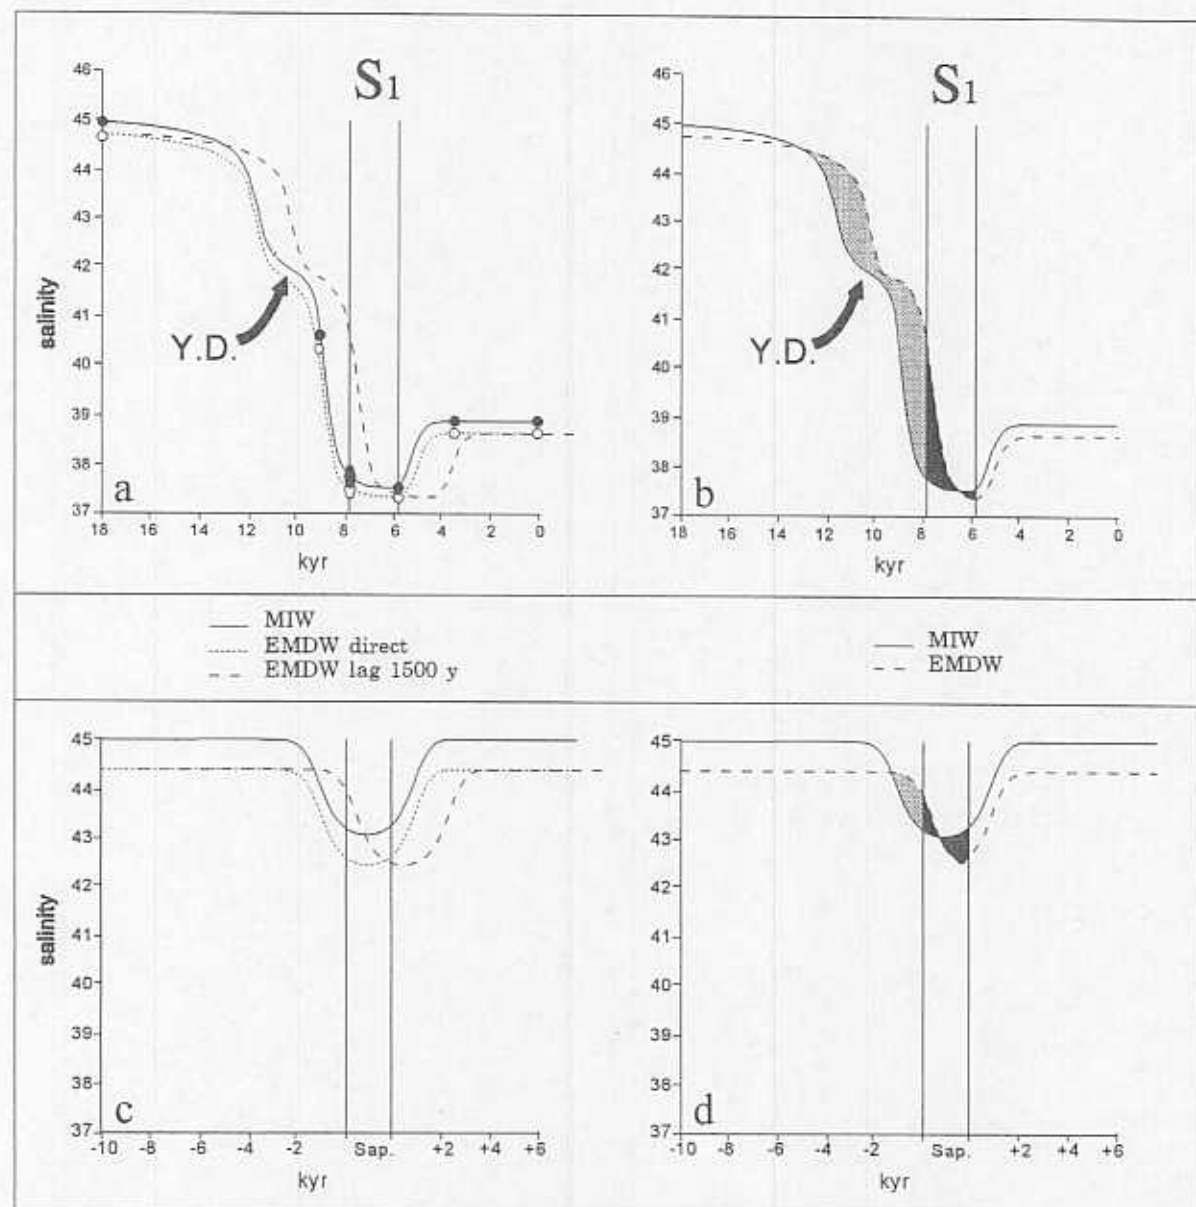 S1
46
45
44
43
42
41
40
39
38
37
salinity
Y.D.
a
18 16 14 12 10 8 6 4 2 0
kyr
S1
46
45
44
43
42
41
40
39
38
37
Y.D.
b
18 16 14 12 10 8 6 4 2 0
kyr
MIW
EMDW direct
EMDW lag 1500 y
MIW
EMDW
45
44
43
42
41
40
39
38
37
salinity
c
-10 -8 -6 -4 -2 Sap. +2 +4 +6
kyr
45
44
43
42
41
40
39
38
37
d
-10 -8 -6 -4 -2 Sap. +2 +4 +6
kyr